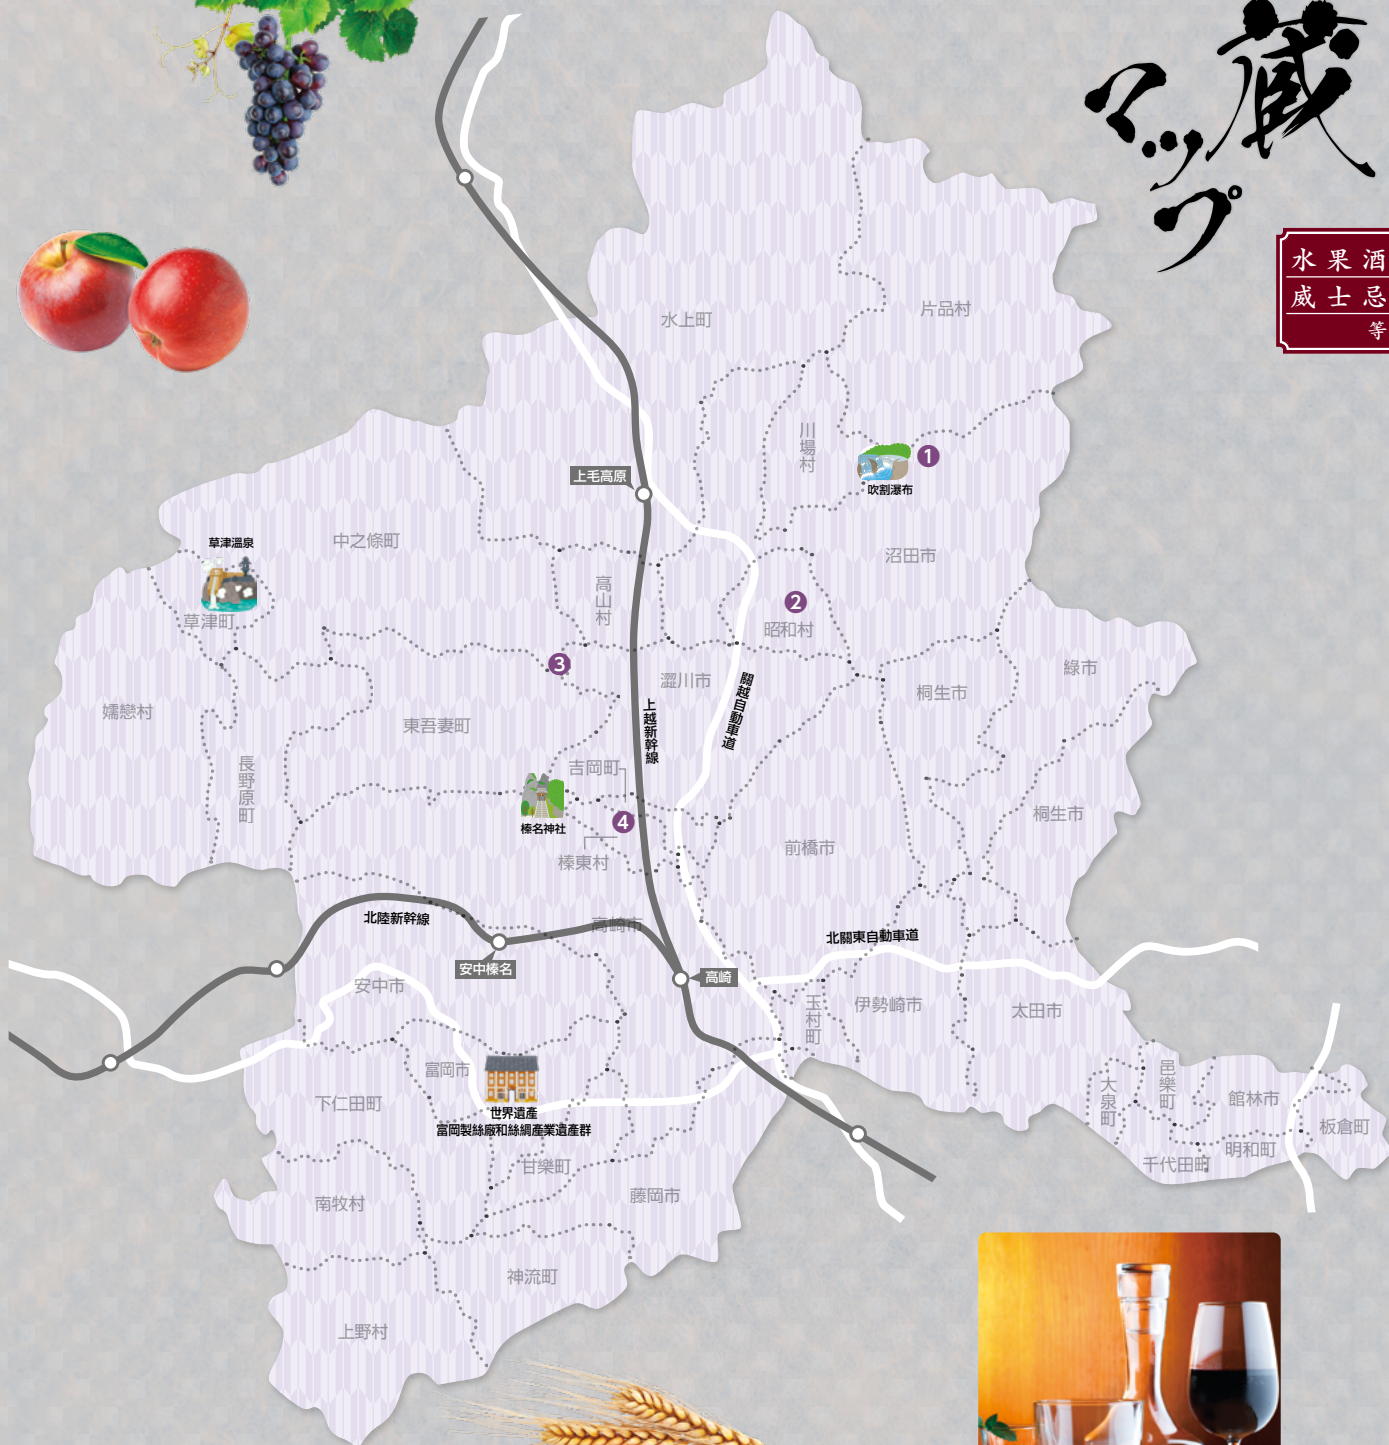 蔵
マップ
水果酒
威士忌
等
水上町
片品村
川場村
1
吹割瀑布
上毛高原
草津溫泉
中之條町
沼田市
高山村
2
昭和村
草津町
3
澀川市
關越自動車道
綠市
桐生市
嬬戀村
東吾妻町
上越新幹線
長野原町
吉岡町
榛名神社
4
桐生市
前橋市
榛東村
北陸新幹線
高崎市
北關東自動車道
安中榛名
高崎
安中市
玉村町
伊勢崎市
太田市
富岡市
下仁田町
世界遺產
富岡製絲廠和絲綢產業遺產群
大泉町
邑樂町
館林市
板倉町
明和町
千代田町
甘樂町
南牧村
藤岡市
神流町
上野村